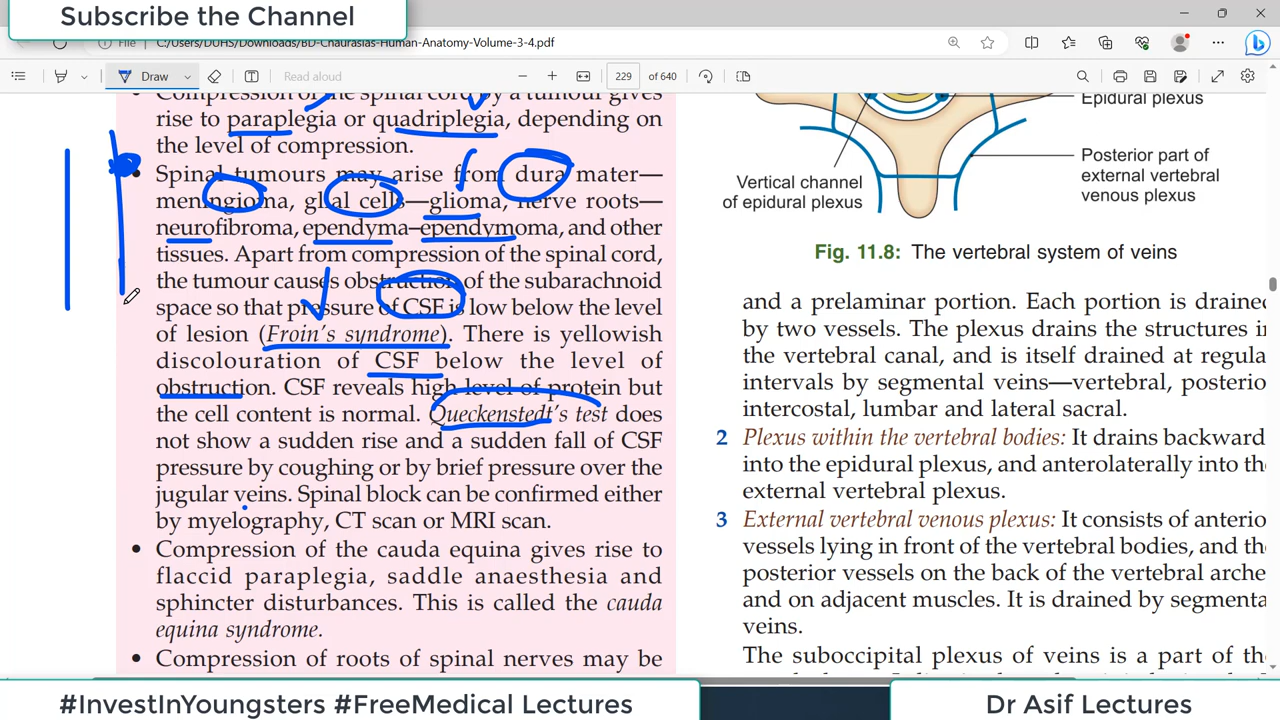 Subscribe the Channel
File
C:/Users/DUHS/Downloads/BD-Chaurasias-Human-Anatomy-Volume-3-4.pdf
Draw
Read aloud
229
of 640
Compression of the spinal cord by a tumour gives
rise to paraplegia or quadriplegia, depending on
the level of compression.
• Spinal tumours may arise from dura mater—
meningioma, glial cells—glioma, nerve roots—
neurofibroma, ependyma–ependymoma, and other
tissues. Apart from compression of the spinal cord,
the tumour causes obstruction of the subarachnoid
space so that pressure of CSF is low below the level
of lesion (Froin's syndrome). There is yellowish
discolouration of CSF below the level of
obstruction. CSF reveals high level of protein but
the cell content is normal. Queckenstedt's test does
not show a sudden rise and a sudden fall of CSF
pressure by coughing or by brief pressure over the
jugular veins. Spinal block can be confirmed either
by myelography, CT scan or MRI scan.
• Compression of the cauda equina gives rise to
flaccid paraplegia, saddle anaesthesia and
sphincter disturbances. This is called the cauda
equina syndrome.
• Compression of roots of spinal nerves may be
Epidural plexus
Posterior part of
external vertebral
venous plexus
Vertical channel
of epidural plexus
Fig. 11.8: The vertebral system of veins
and a prelaminar portion. Each portion is drained
by two vessels. The plexus drains the structures in
the vertebral canal, and is itself drained at regula
intervals by segmental veins—vertebral, posterio
intercostal, lumbar and lateral sacral.
2 Plexus within the vertebral bodies: It drains backward
into the epidural plexus, and anterolaterally into the
external vertebral plexus.
3 External vertebral venous plexus: It consists of anterio
vessels lying in front of the vertebral bodies, and the
posterior vessels on the back of the vertebral arche
and on adjacent muscles. It is drained by segmenta
veins.
The suboccipital plexus of veins is a part of the
#InvestInYoungsters #FreeMedical Lectures
Dr Asif Lectures